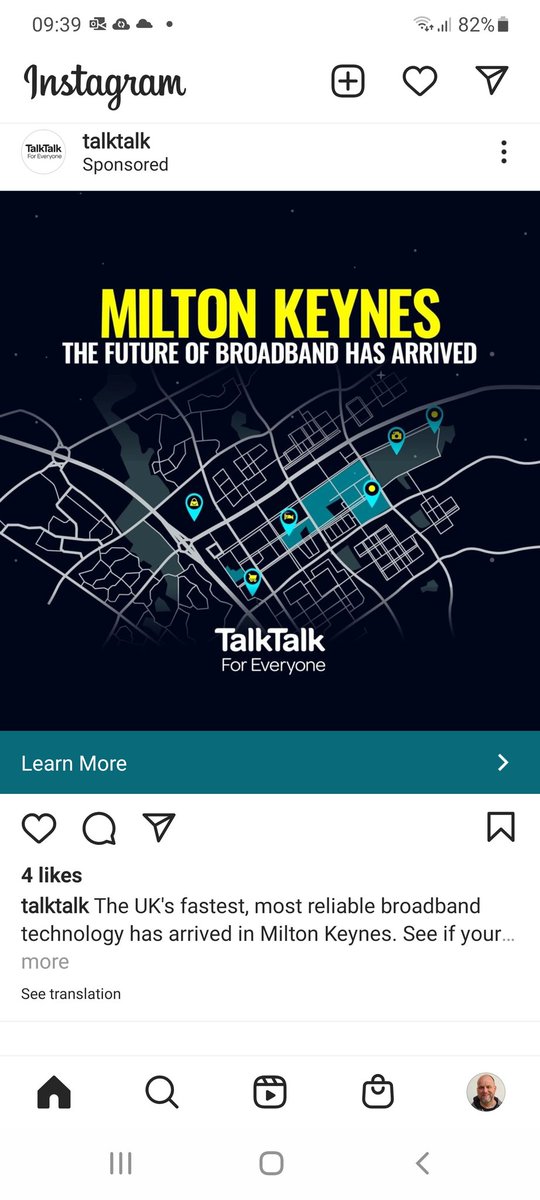 09:39
82%
Instagram
TalkTalk
For Everyone
talktalk
Sponsored
MILTON KEYNES
THE FUTURE OF BROADBAND HAS ARRIVED
TalkTalk
For Everyone
Learn More
4 likes
talktalk The UK's fastest, most reliable broadband
technology has arrived in Milton Keynes. See if your…
more
See translation